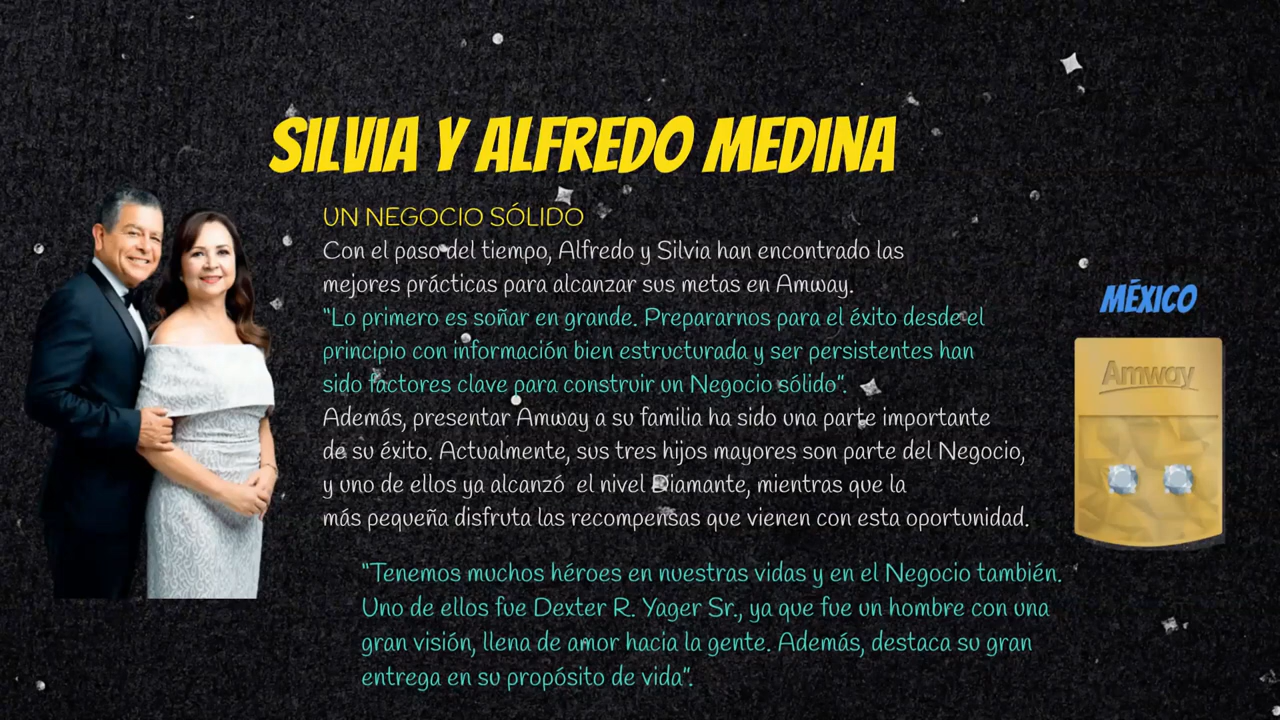 SILVIA Y ALFREDO MEDINA
UN NEGOCIO SÓLIDO
Con el paso del tiempo, Alfredo y Silvia han encontrado las
mejores prácticas para alcanzar sus metas en Amway.
“Lo primero es soñar en grande. Prepararnos para el éxito desde el
principio con información bien estructurada y ser persistentes han
sido factores clave para construir un Negocio sólido”.
Además, presentar Amway a su familia ha sido una parte importante
de su éxito. Actualmente, sus tres hijos mayores son parte del Negocio,
y uno de ellos ya alcanzó el nivel Diamante, mientras que la
más pequeña disfruta las recompensas que vienen con esta oportunidad.
“Tenemos muchos héroes en nuestras vidas y en el Negocio también.
Uno de ellos fue Dexter R. Yager Sr., ya que fue un hombre con una
gran visión, llena de amor hacia la gente. Además, destaca su gran
entrega en su propósito de vida”.
MÉXICO
Amway